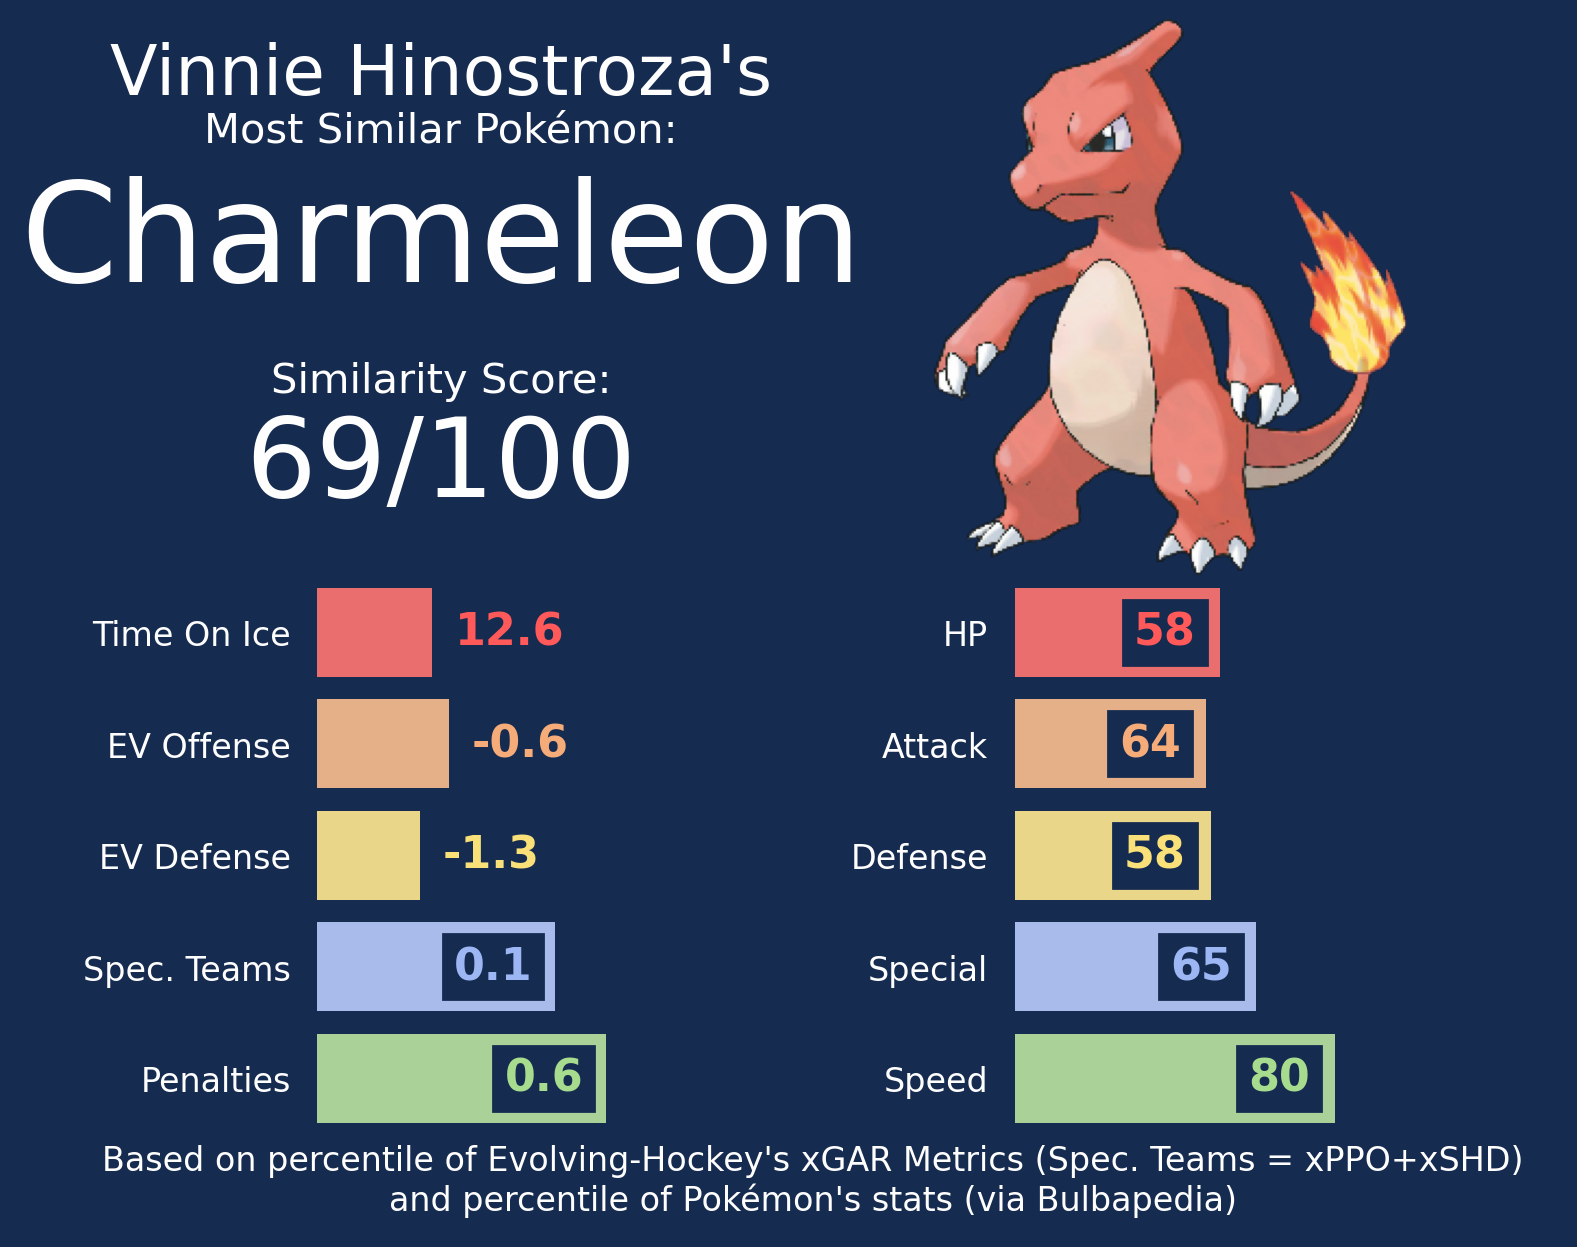 Vinnie Hinostroza's
Most Similar Pokémon:
Charmeleon
Similarity Score:
69/100
Time On Ice 12.6
EV Offense -0.6
EV Defense -1.3
Spec. Teams 0.1
Penalties 0.6
HP 58
Attack 64
Defense 58
Special 65
Speed 80
Based on percentile of Evolving-Hockey's xGAR Metrics (Spec. Teams = xPPO+xSHD)
and percentile of Pokémon's stats (via Bulbapedia)